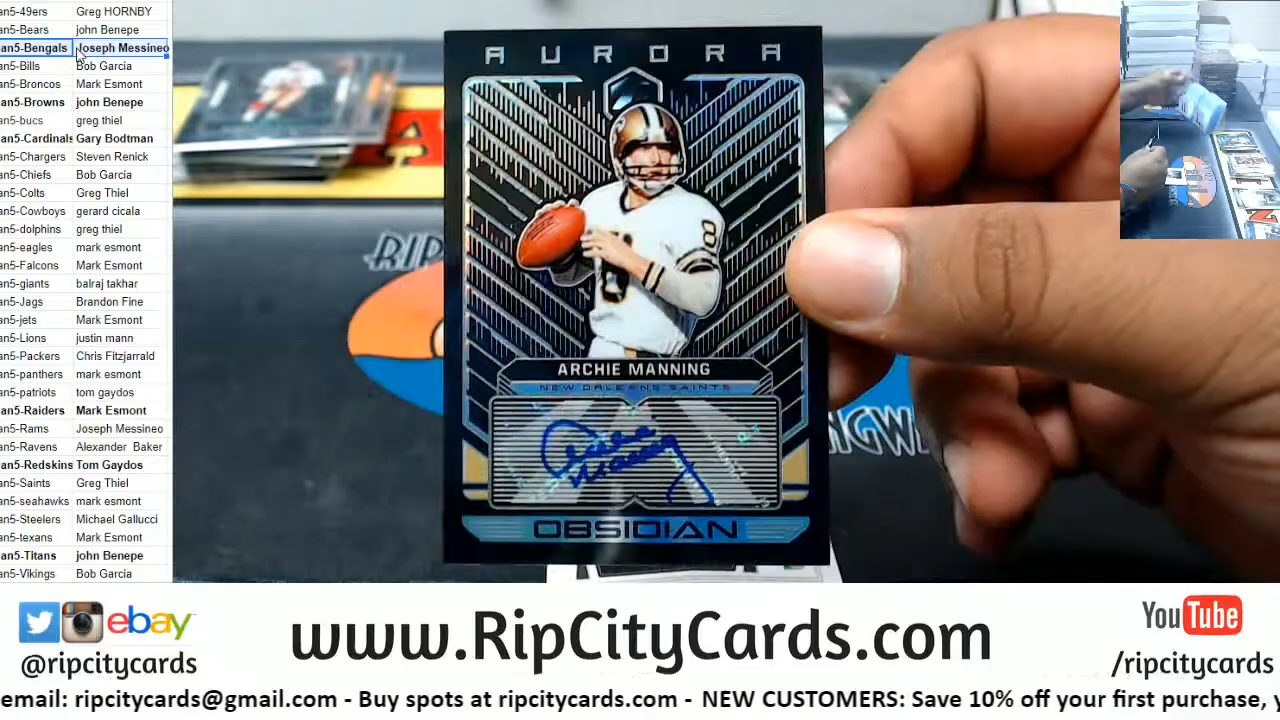 an5-49ers Greg HORNBY
an5-Bears john Benepe
an5-Bengals Joseph Messineo
an5-Bills Bob Garcia
an5-Broncos Mark Esmont
an5-Browns john Benepe
an5-bucs greg thiel
an5-Cardinals Gary Bodtman
an5-Chargers Steven Renick
an5-Chiefs Bob Garcia
an5-Colts Greg Thiel
an5-Cowboys gerard cicala
an5-dolphins greg thiel
an5-eagles mark esmont
an5-Falcons Mark Esmont
an5-giants balraj takhar
an5-Jags Brandon Fine
an5-jets Mark Esmont
an5-Lions justin mann
an5-Packers Chris Fitzjarrald
an5-panthers mark esmont
an5-patriots tom gaydos
an5-Raiders Mark Esmont
an5-Rams Joseph Messineo
an5-Ravens Alexander Baker
an5-Redskins Tom Gaydos
an5-Saints Greg Thiel
an5-seahawks mark esmont
an5-Steelers Michael Gallucci
an5-texans Mark Esmont
an5-Titans john Benepe
an5-Vikings Bob Garcia
AURORA
8
8
ARCHIE MANNING
NEW ORLEANS SAINTS
Archie
Manning
OBSIDIAN
RIP
NGW
ebay
@ripcitycards
www.RipCityCards.com
YouTube
/ripcitycards
email: ripcitycards@gmail.com - Buy spots at ripcitycards.com - NEW CUSTOMERS: Save 10% off your first purchase,